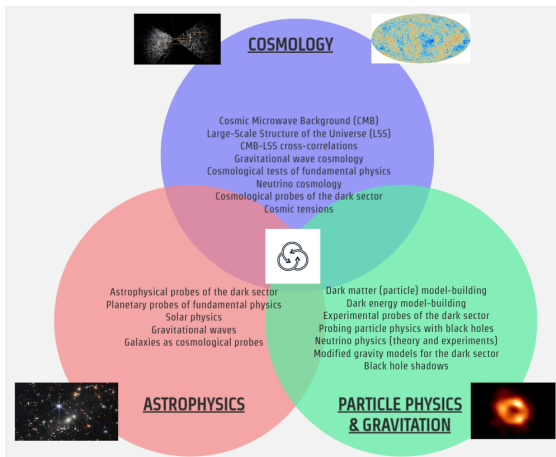 COSMOLOGY
Cosmic Microwave Background (CMB)
Large-Scale Structure of the Universe (LSS)
CMB-LSS cross-correlations
Gravitational wave cosmology
Cosmological tests of fundamental physics
Neutrino cosmology
Cosmological probes of the dark sector
Cosmic tensions
Astrophysical probes of the dark sector
Planetary probes of fundamental physics
Solar physics
Gravitational waves
Galaxies as cosmological probes
ASTROPHYSICS
Dark matter (particle) model-building
Dark energy model-building
Experimental probes of the dark sector
Probing particle physics with black holes
Neutrino physics (theory and experiments)
Modified gravity models for the dark sector
Black hole shadows
PARTICLE PHYSICS
& GRAVITATION